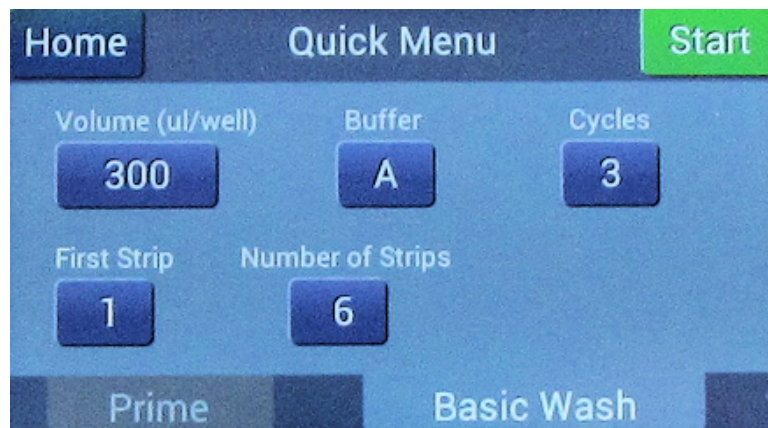 Home Quick Menu Start
Volume (ul/well) Buffer Cycles
300 A 3
First Strip Number of Strips
1 6
Prime Basic Wash